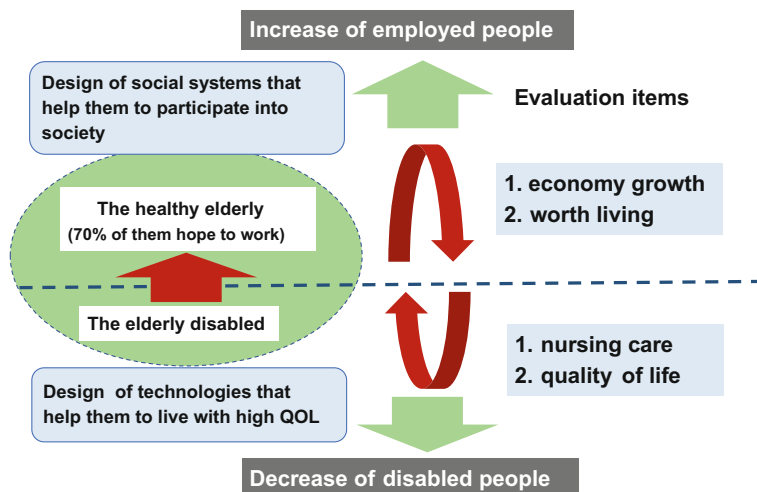 Increase of employed people
Design of social systems that
help them to participate into
society
Evaluation items
The healthy elderly
(70% of them hope to work)
1. economy growth
2. worth living
The elderly disabled
1. nursing care
2. quality of life
Design of technologies that
help them to live with high QOL
Decrease of disabled people